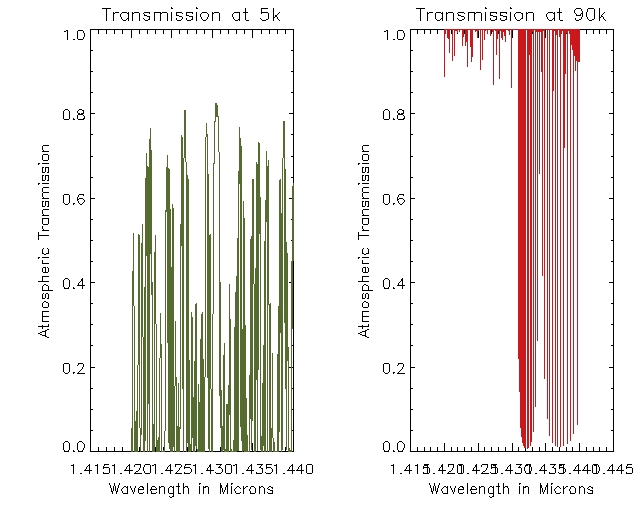 Transmission at 5k
Transmission at 90k
Atmospheric Transmission
1.0
0.8
0.6
0.4
0.2
0.0
1.415 1.420 1.425 1.430 1.435 1.440
Wavelength in Microns
Atmospheric Transmission
1.0
0.8
0.6
0.4
0.2
0.0
1.415 1.420 1.425 1.430 1.435 1.440 1.445
Wavelength in Microns